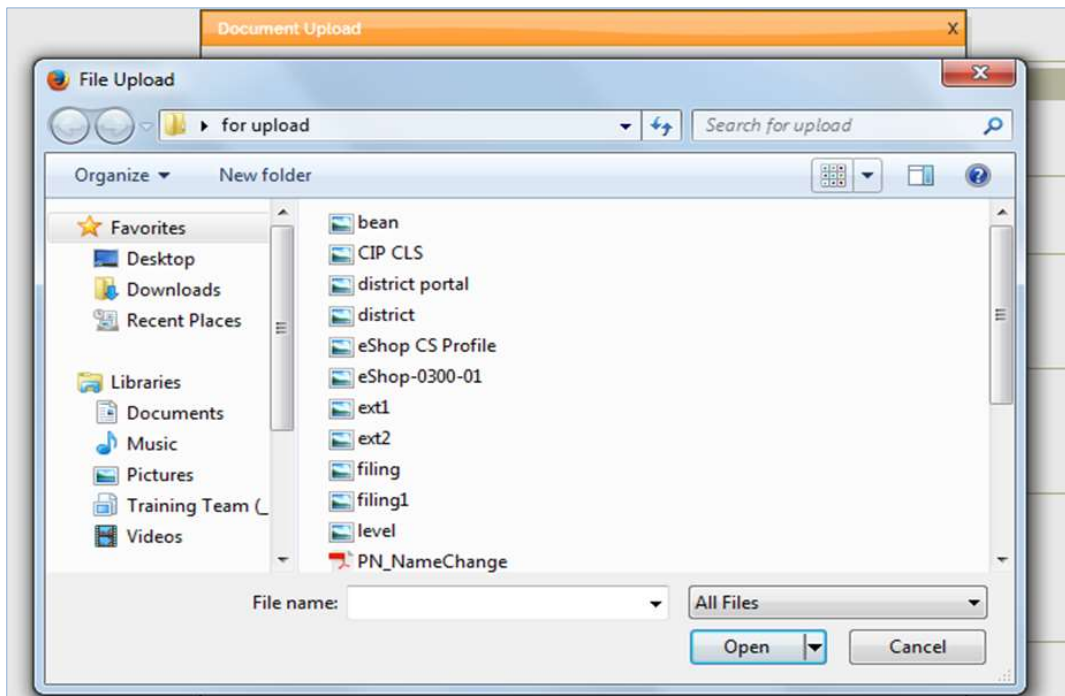 Document Upload X
File Upload
for upload
Search for upload
Organize
New folder
Favorites
Desktop
Downloads
Recent Places
Libraries
Documents
Music
Pictures
Training Team (_
Videos
bean
CIP CLS
district portal
district
eShop CS Profile
eShop-0300-01
ext1
ext2
filing
filing1
level
PN_NameChange
File name:
All Files
Open
Cancel